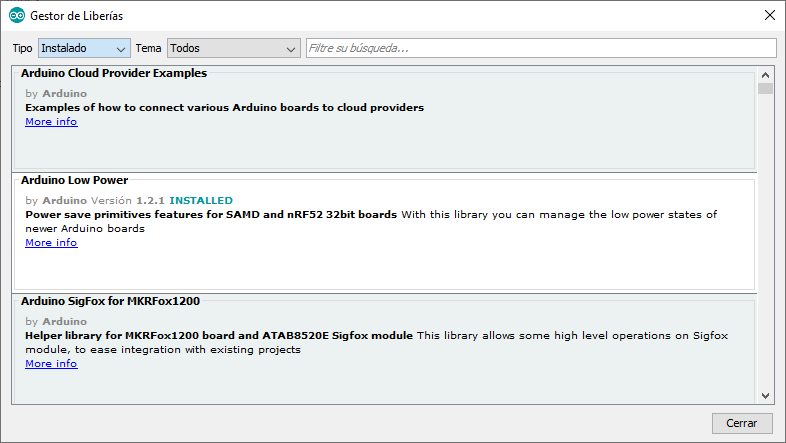 Gestor de Liberías
Tipo Instalado Tema Todos Filtre su búsqueda...
Arduino Cloud Provider Examples
by Arduino
Examples of how to connect various Arduino boards to cloud providers
More info
Arduino Low Power
by Arduino Versión 1.2.1 INSTALLED
Power save primitives features for SAMD and nRF52 32bit boards With this library you can manage the low power states of
newer Arduino boards
More info
Arduino SigFox for MKRFox1200
by Arduino
Helper library for MKRFox1200 board and ATAB8520E Sigfox module This library allows some high level operations on Sigfox
module, to ease integration with existing projects
More info
Cerrar